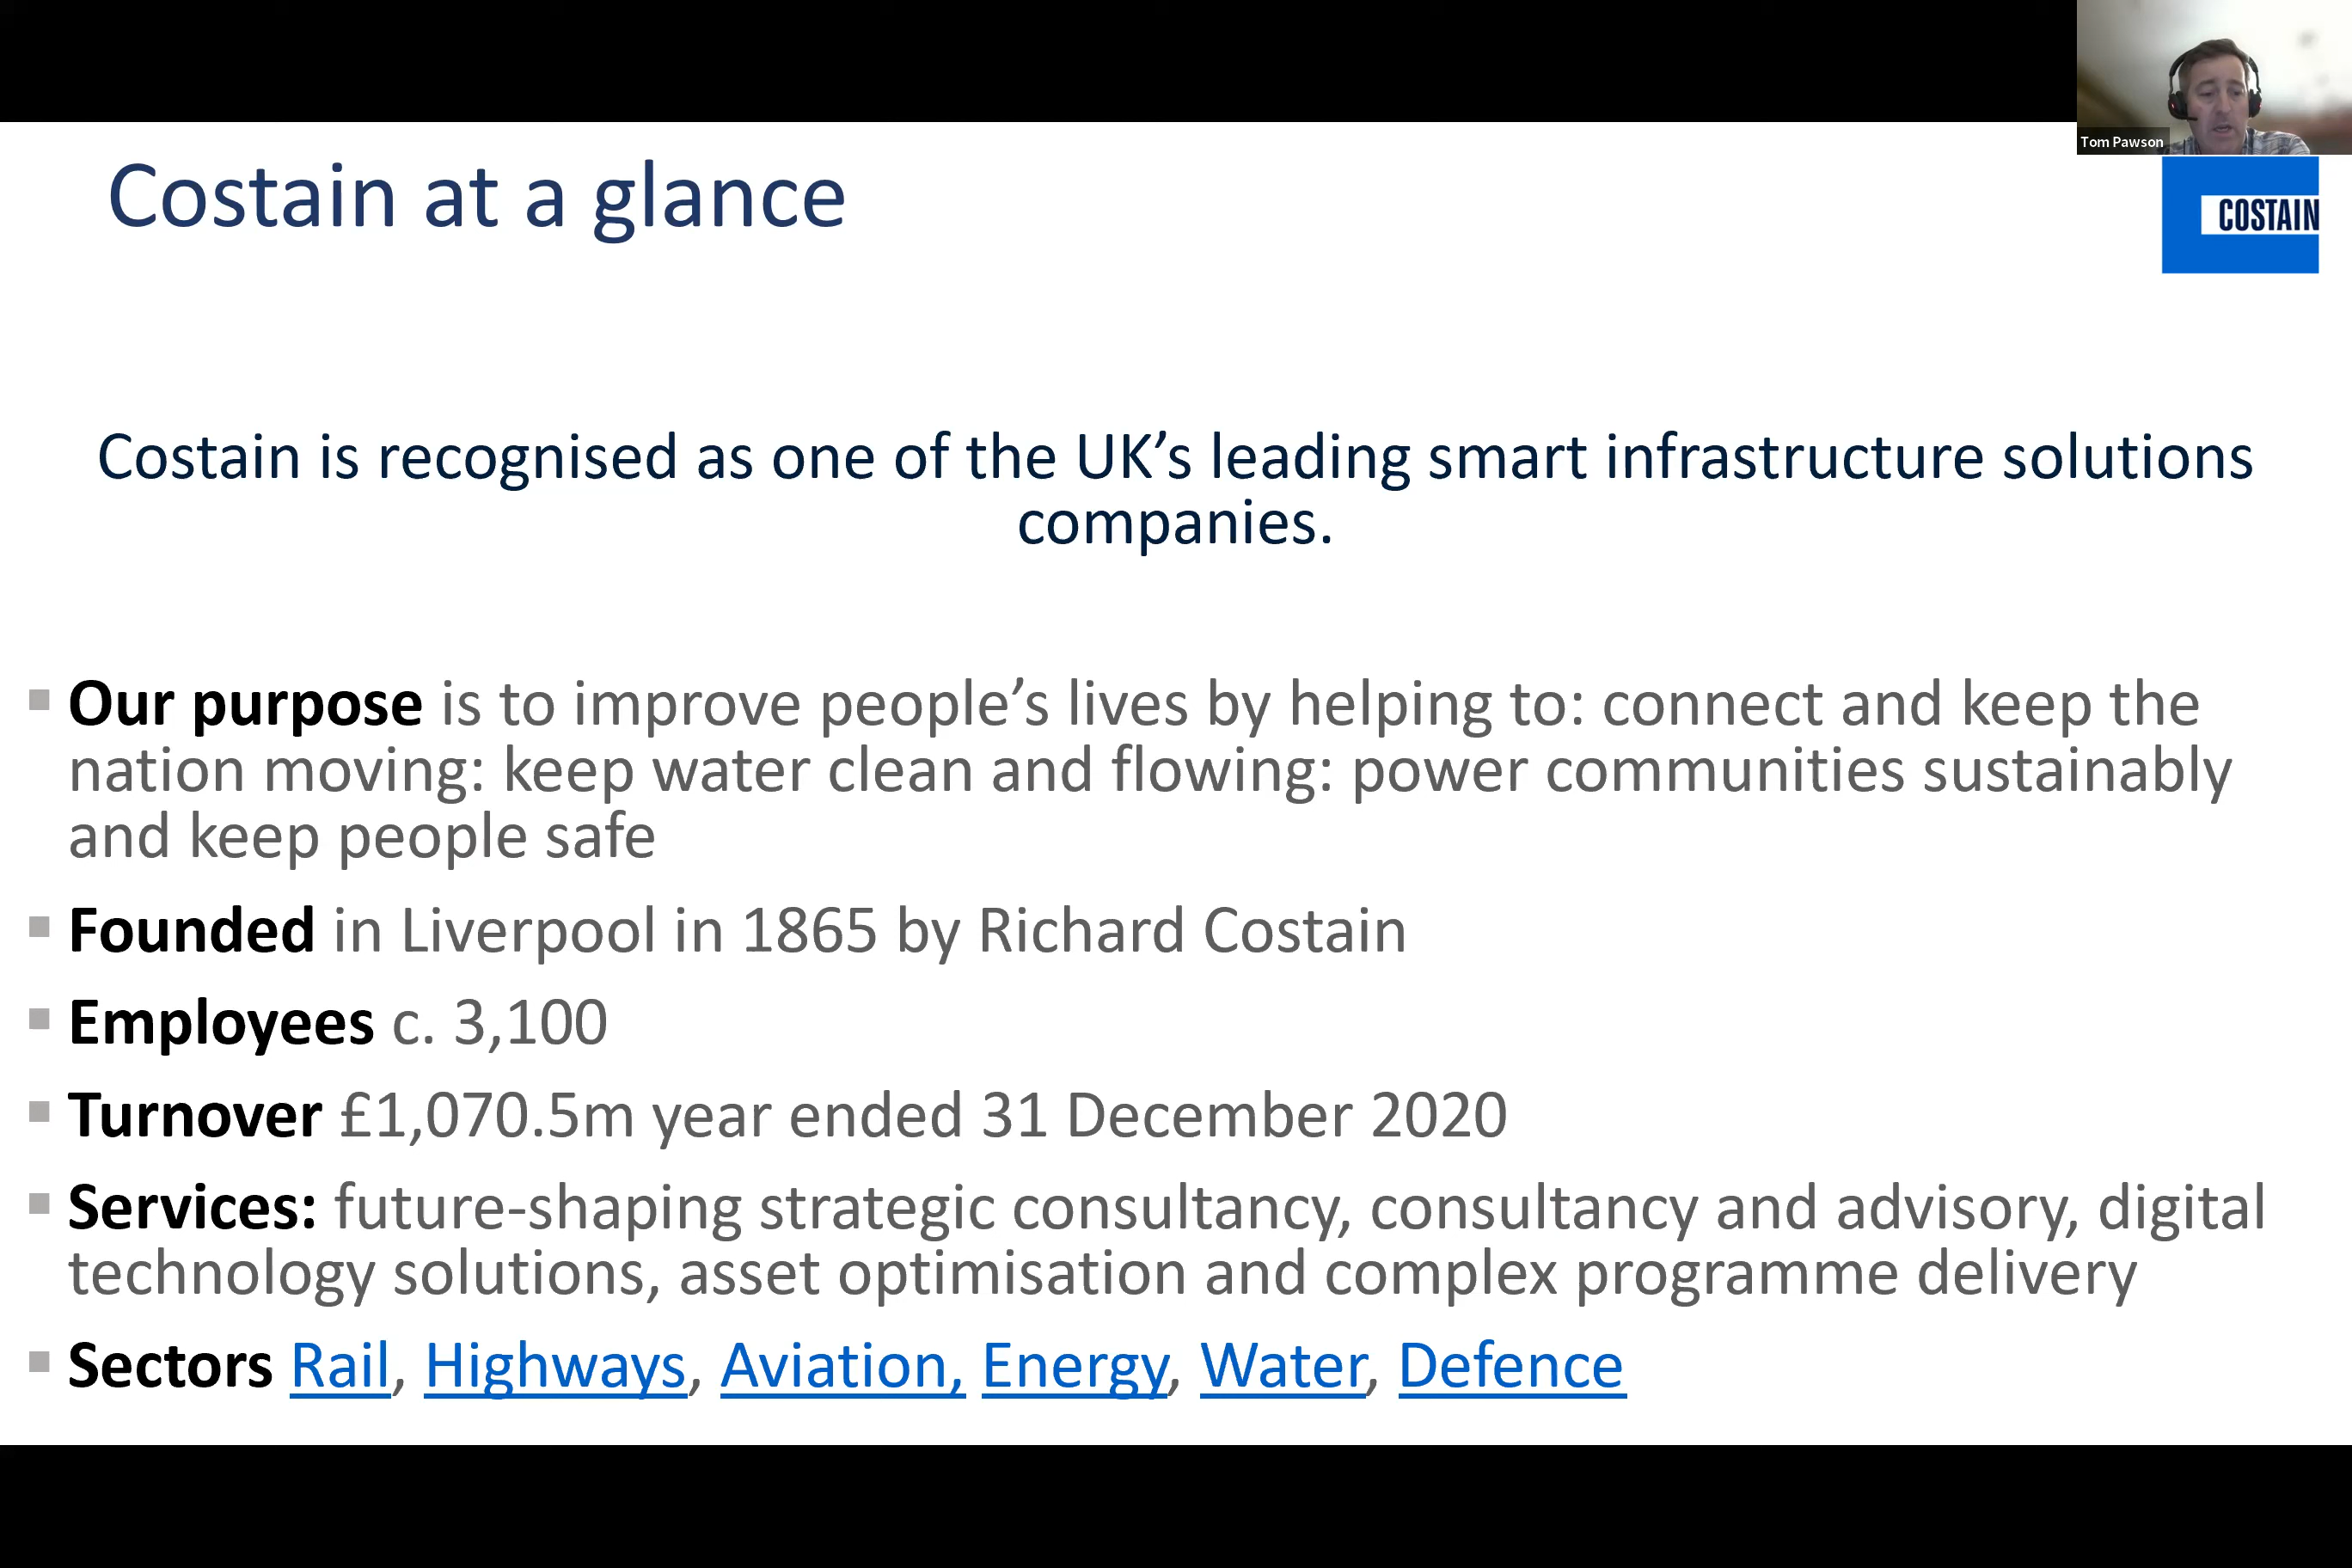 Tom Pawson
Costain at a glance
COSTAIN
Costain is recognised as one of the UK’s leading smart infrastructure solutions
companies.
Our purpose is to improve people’s lives by helping to: connect and keep the
nation moving: keep water clean and flowing: power communities sustainably
and keep people safe
Founded in Liverpool in 1865 by Richard Costain
Employees c. 3,100
Turnover £1,070.5m year ended 31 December 2020
Services: future-shaping strategic consultancy, consultancy and advisory, digital
technology solutions, asset optimisation and complex programme delivery
Sectors Rail, Highways, Aviation, Energy, Water, Defence